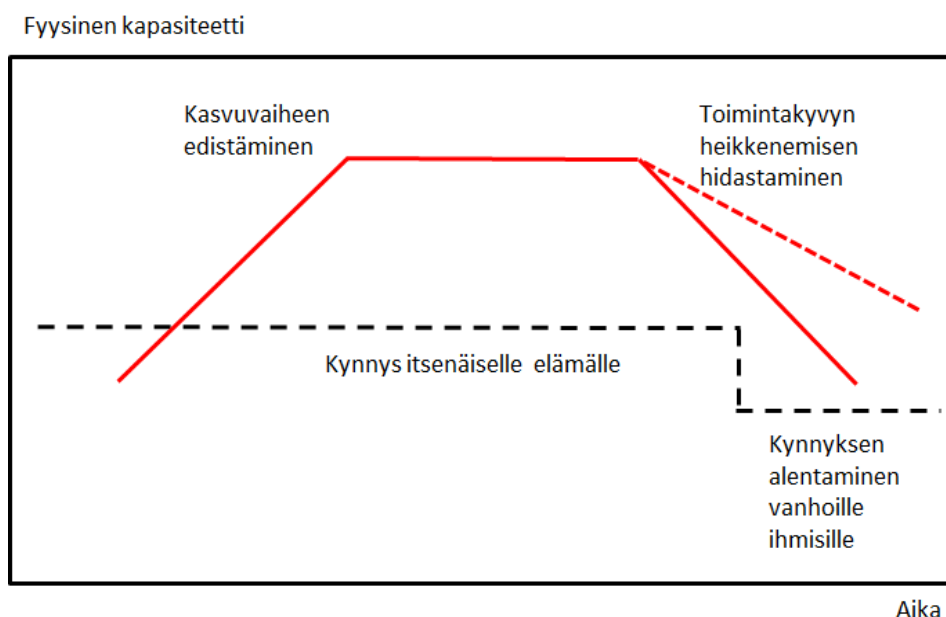 Fyysinen kapasiteetti
Kasvuvaiheen
edistäminen
Toimintakyvyn
heikkenemisen
hidastaminen
Kynnys itsenäiselle elämälle
Kynnyksen
alentaminen
vanhoille
ihmisille
Aika